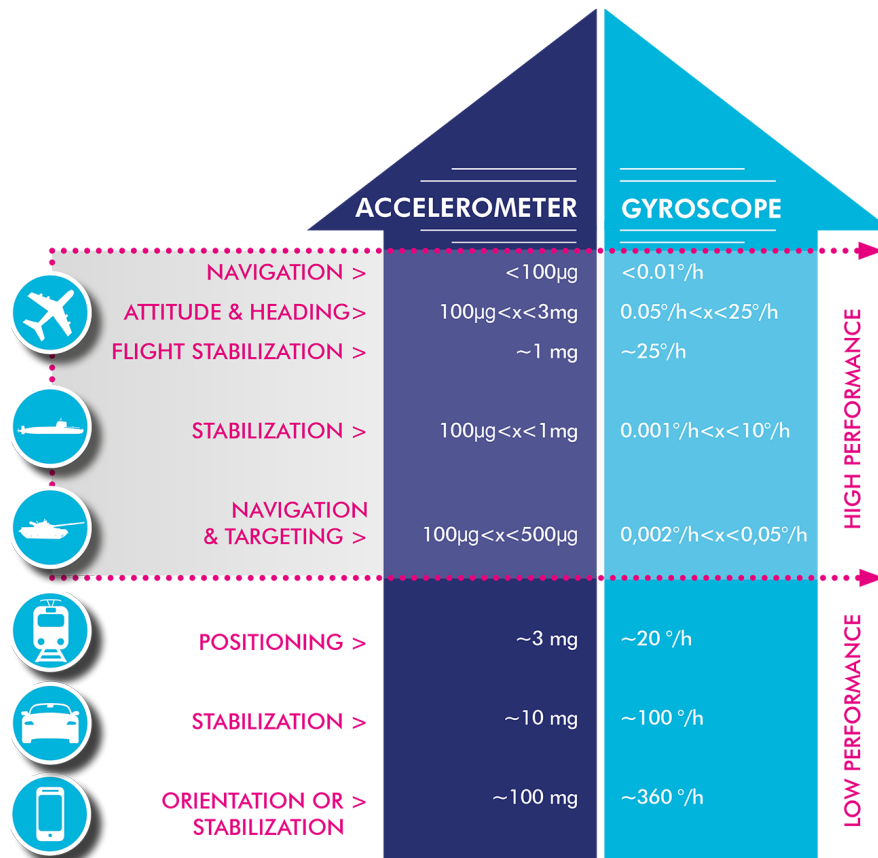 ACCELEROMETER GYROSCOPE
NAVIGATION > <100µg <0.01°/h
ATTITUDE & HEADING> 100µg<x<3mg 0.05°/h<x<25°/h
FLIGHT STABILIZATION > ~1 mg ~25°/h
STABILIZATION > 100µg<x<1mg 0.001°/h<x<10°/h
NAVIGATION
& TARGETING > 100µg<x<500µg 0,002°/h<x<0,05°/h
HIGH PERFORMANCE
POSITIONING > ~3 mg ~20 °/h
STABILIZATION > ~10 mg ~100 °/h
ORIENTATION OR > ~100 mg ~360 °/h
STABILIZATION
LOW PERFORMANCE